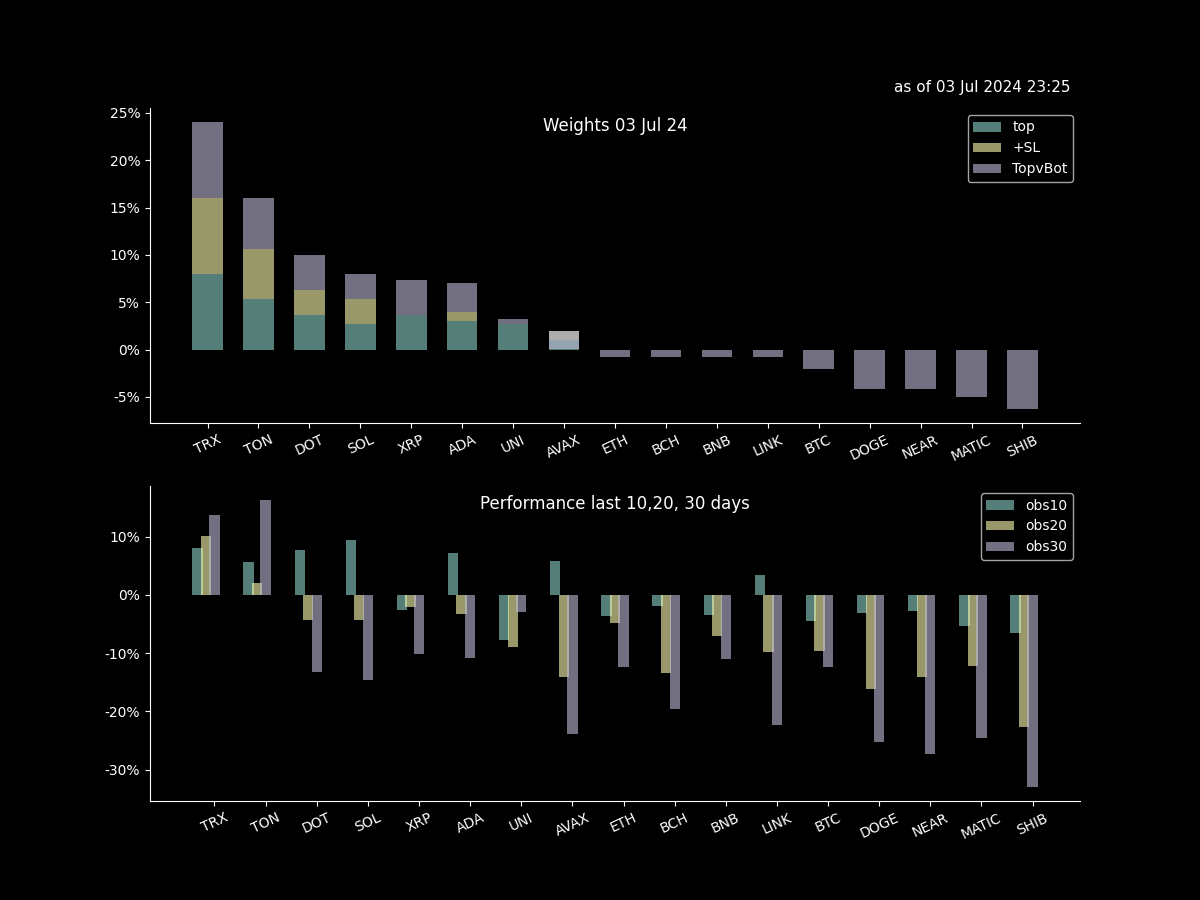 as of 03 Jul 2024 23:25
Weights 03 Jul 24
top
+SL
TopvBot
25%
20%
15%
10%
5%
0%
-5%
TRX TON DOT SOL XRP ADA UNI AVAX ETH BCH BNB LINK BTC DOGE NEAR MATIC SHIB
Performance last 10,20, 30 days
obs10
obs20
obs30
10%
0%
-10%
-20%
-30%
TRX TON DOT SOL XRP ADA UNI AVAX ETH BCH BNB LINK BTC DOGE NEAR MATIC SHIB